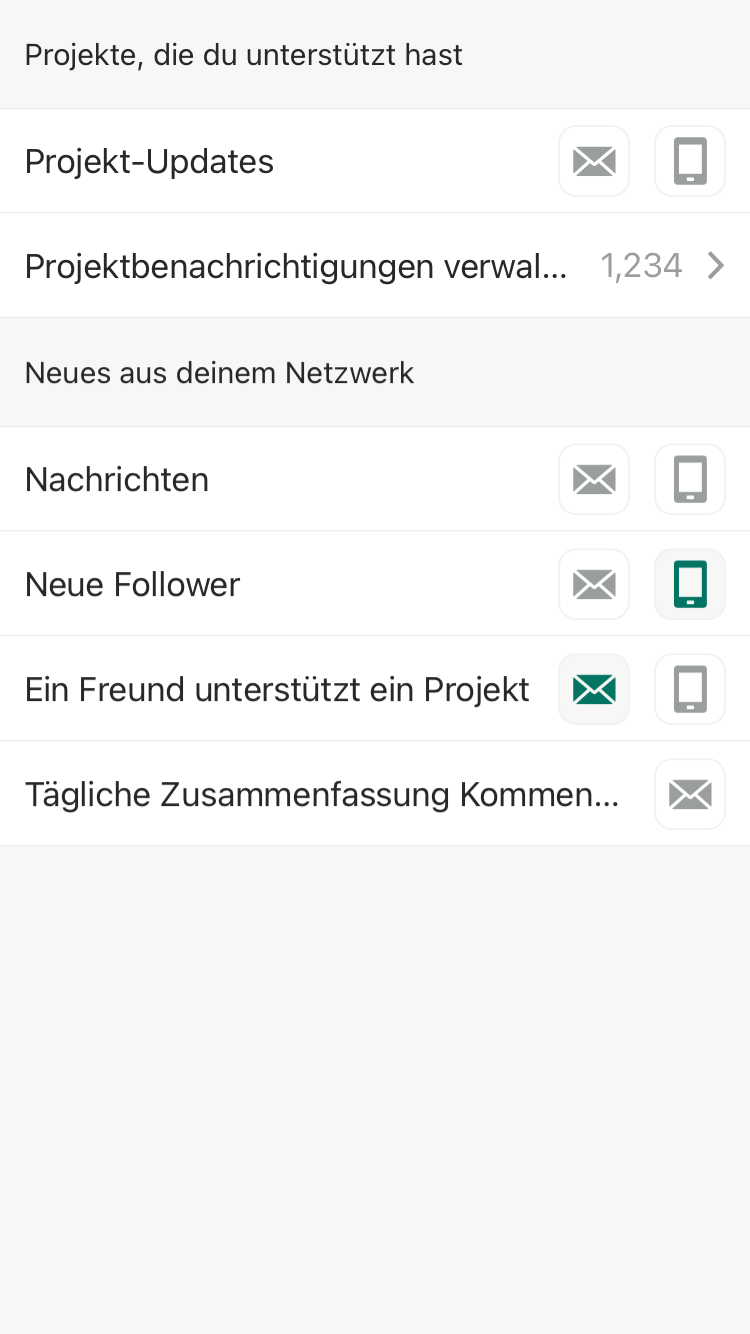 Projekte, die du unterstützt hast
Projekt-Updates
Projektbenachrichtigungen verwal... 1,234
Neues aus deinem Netzwerk
Nachrichten
Neue Follower
Ein Freund unterstützt ein Projekt
Tägliche Zusammenfassung Kommen...